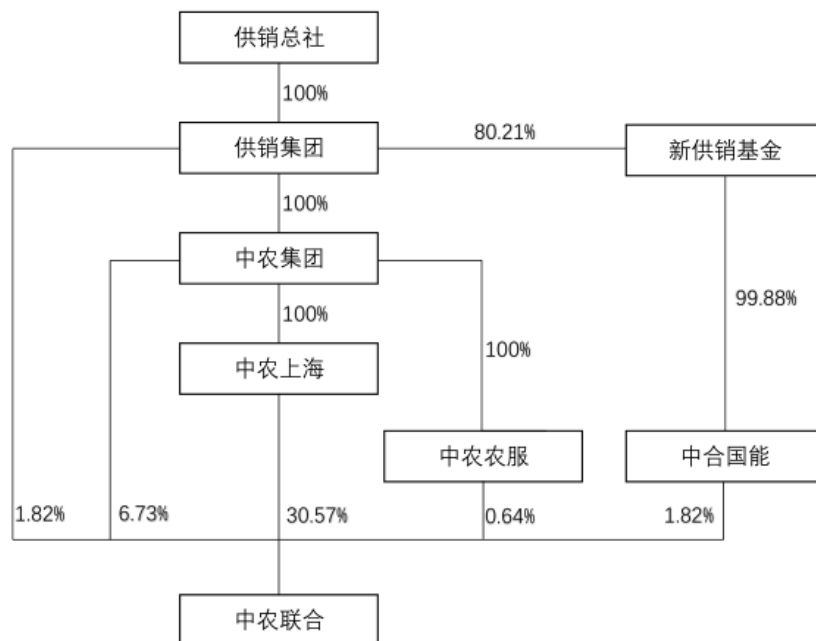 供销总社
100%
供销集团
80.21%
新供销基金
100%
中农集团
100%
99.88%
中农上海
100%
中农农服
中合国能
1.82%
6.73%
30.57%
0.64%
1.82%
中农联合